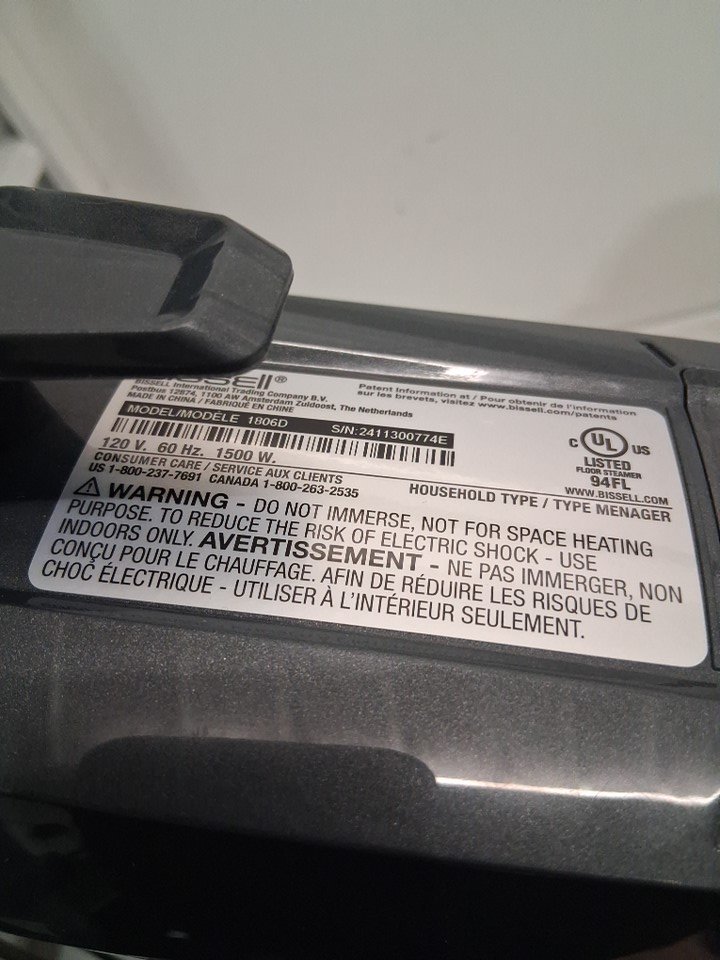 BISSELL®
BISSELL International Trading Company B.V.
Postbus 12874, 1100 AW Amsterdam Zuidoost, The Netherlands
MADE IN CHINA / FABRIQUÉ EN CHINE
Patent information at / Pour obtenir de l'information
sur les brevets, visitez www.bissell.com/patents
MODEL/MODÈLE 1806D S/N:2411300774E
120 V. 60 Hz. 1500 W.
CONSUMER CARE / SERVICE AUX CLIENTS
US 1-800-237-7691 CANADA 1-800-263-2535
C UL US
LISTED
FLOOR STEAMER
94FL
WWW.BISSELL.COM
HOUSEHOLD TYPE / TYPE MENAGER
WARNING - DO NOT IMMERSE, NOT FOR SPACE HEATING
PURPOSE. TO REDUCE THE RISK OF ELECTRIC SHOCK - USE
INDOORS ONLY. AVERTISSEMENT - NE PAS IMMERGER, NON
CONÇU POUR LE CHAUFFAGE. AFIN DE RÉDUIRE LES RISQUES DE
CHOC ÉLECTRIQUE - UTILISER À L'INTÉRIEUR SEULEMENT.